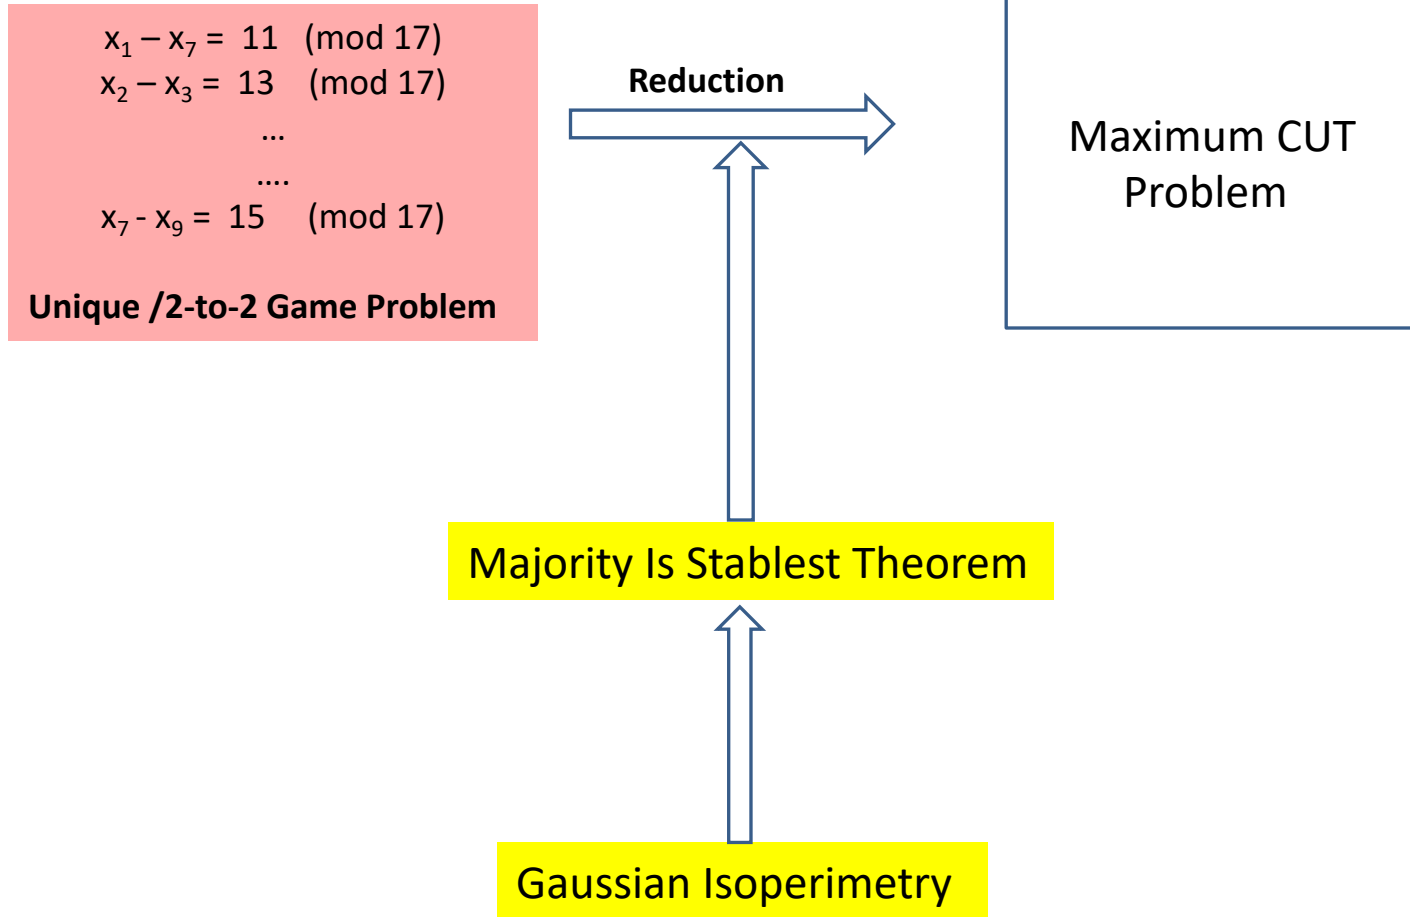 x₁ – x₇ = 11 (mod 17)
x₂ – x₃ = 13 (mod 17)
...
....
x₇ - x₉ = 15 (mod 17)
Unique /2-to-2 Game Problem
Reduction
Maximum CUT
Problem
Majority Is Stablest Theorem
Gaussian Isoperimetry